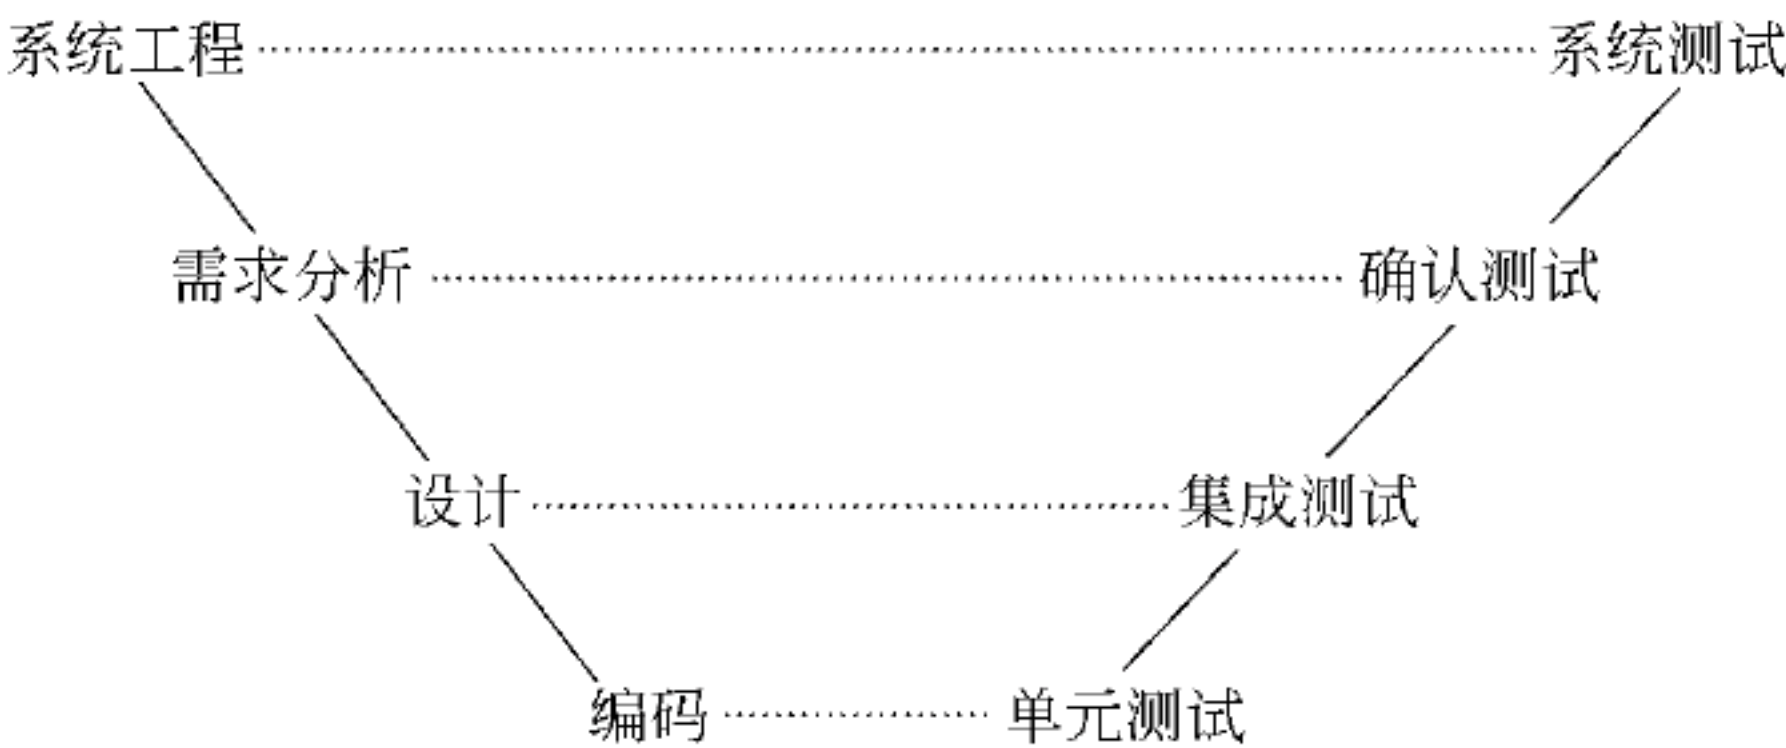 系统工程 系统测试
需求分析 确认测试
设计 集成测试
编码 单元测试